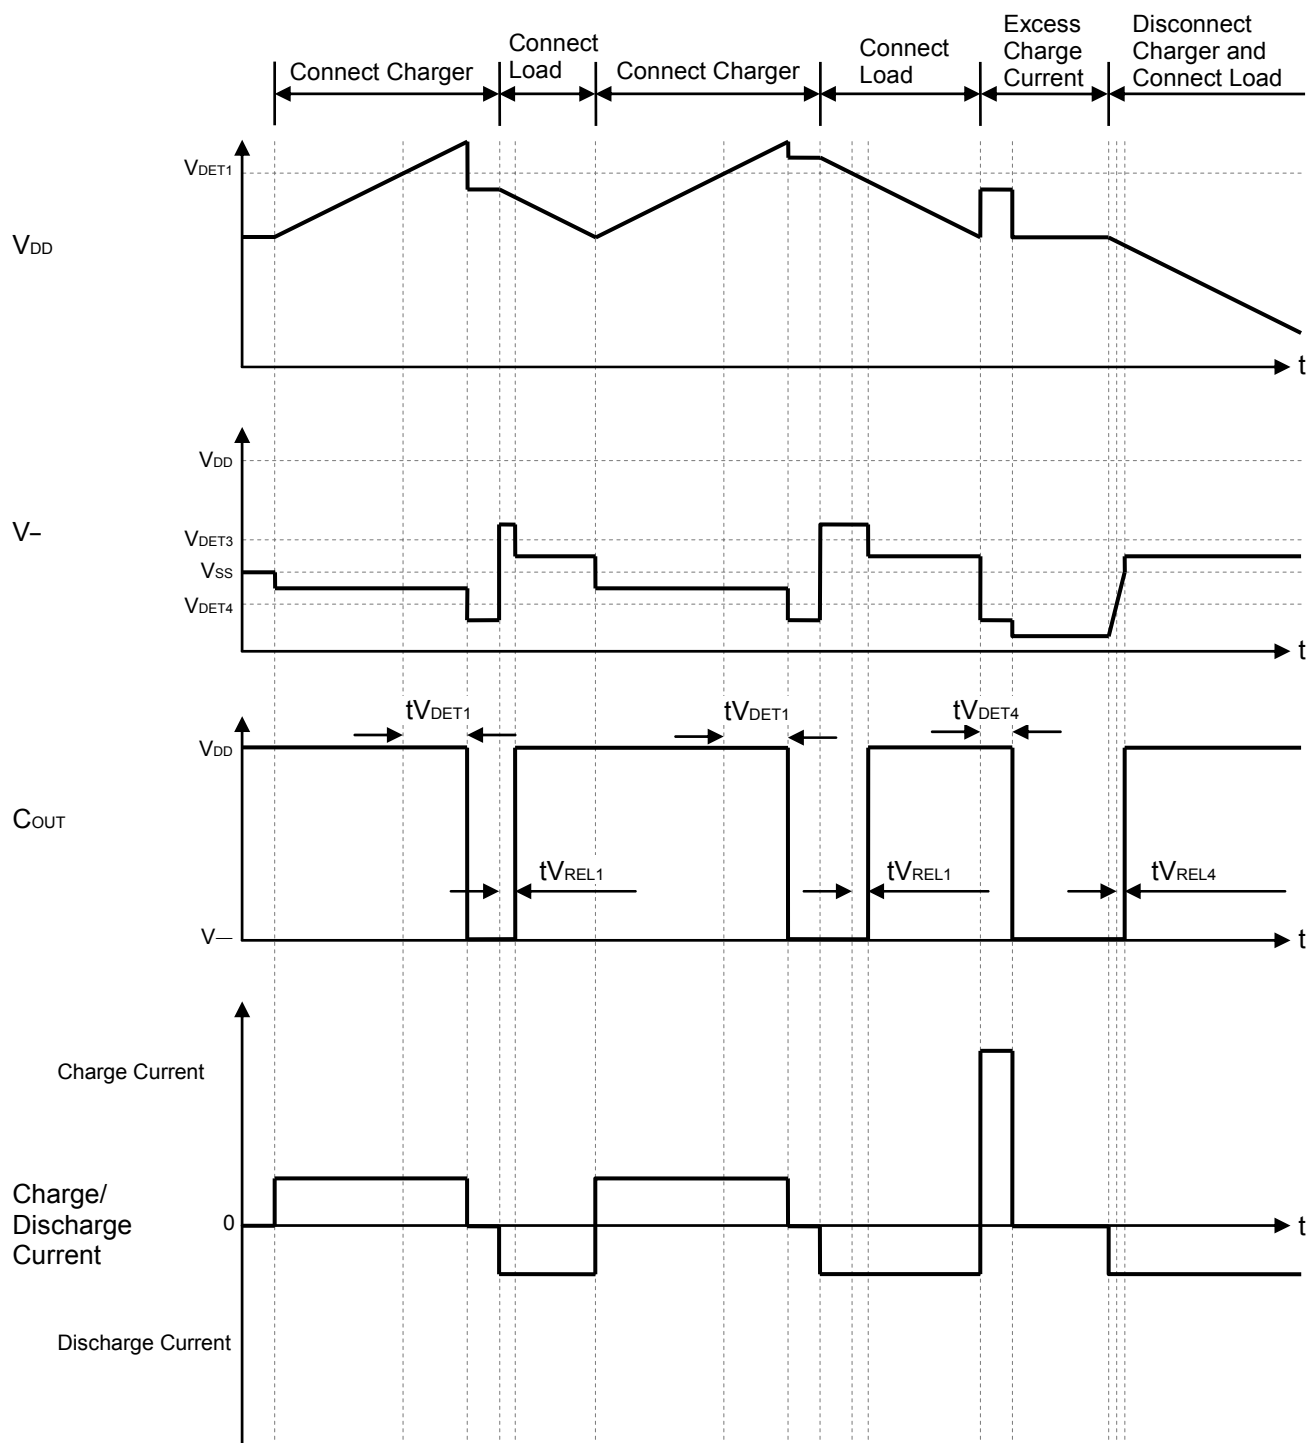 Connect Charger
Connect
Load
Connect Charger
Connect
Load
Excess
Charge
Current
Disconnect
Charger and
Connect Load
VDET1
VDD
t
VDD
V–
VDET3
VSS
VDET4
t
tVDET1
tVDET1
tVDET4
VDD
COUT
tVREL1
tVREL1
tVREL4
V—
t
Charge Current
Charge/
Discharge
Current
0
t
Discharge Current